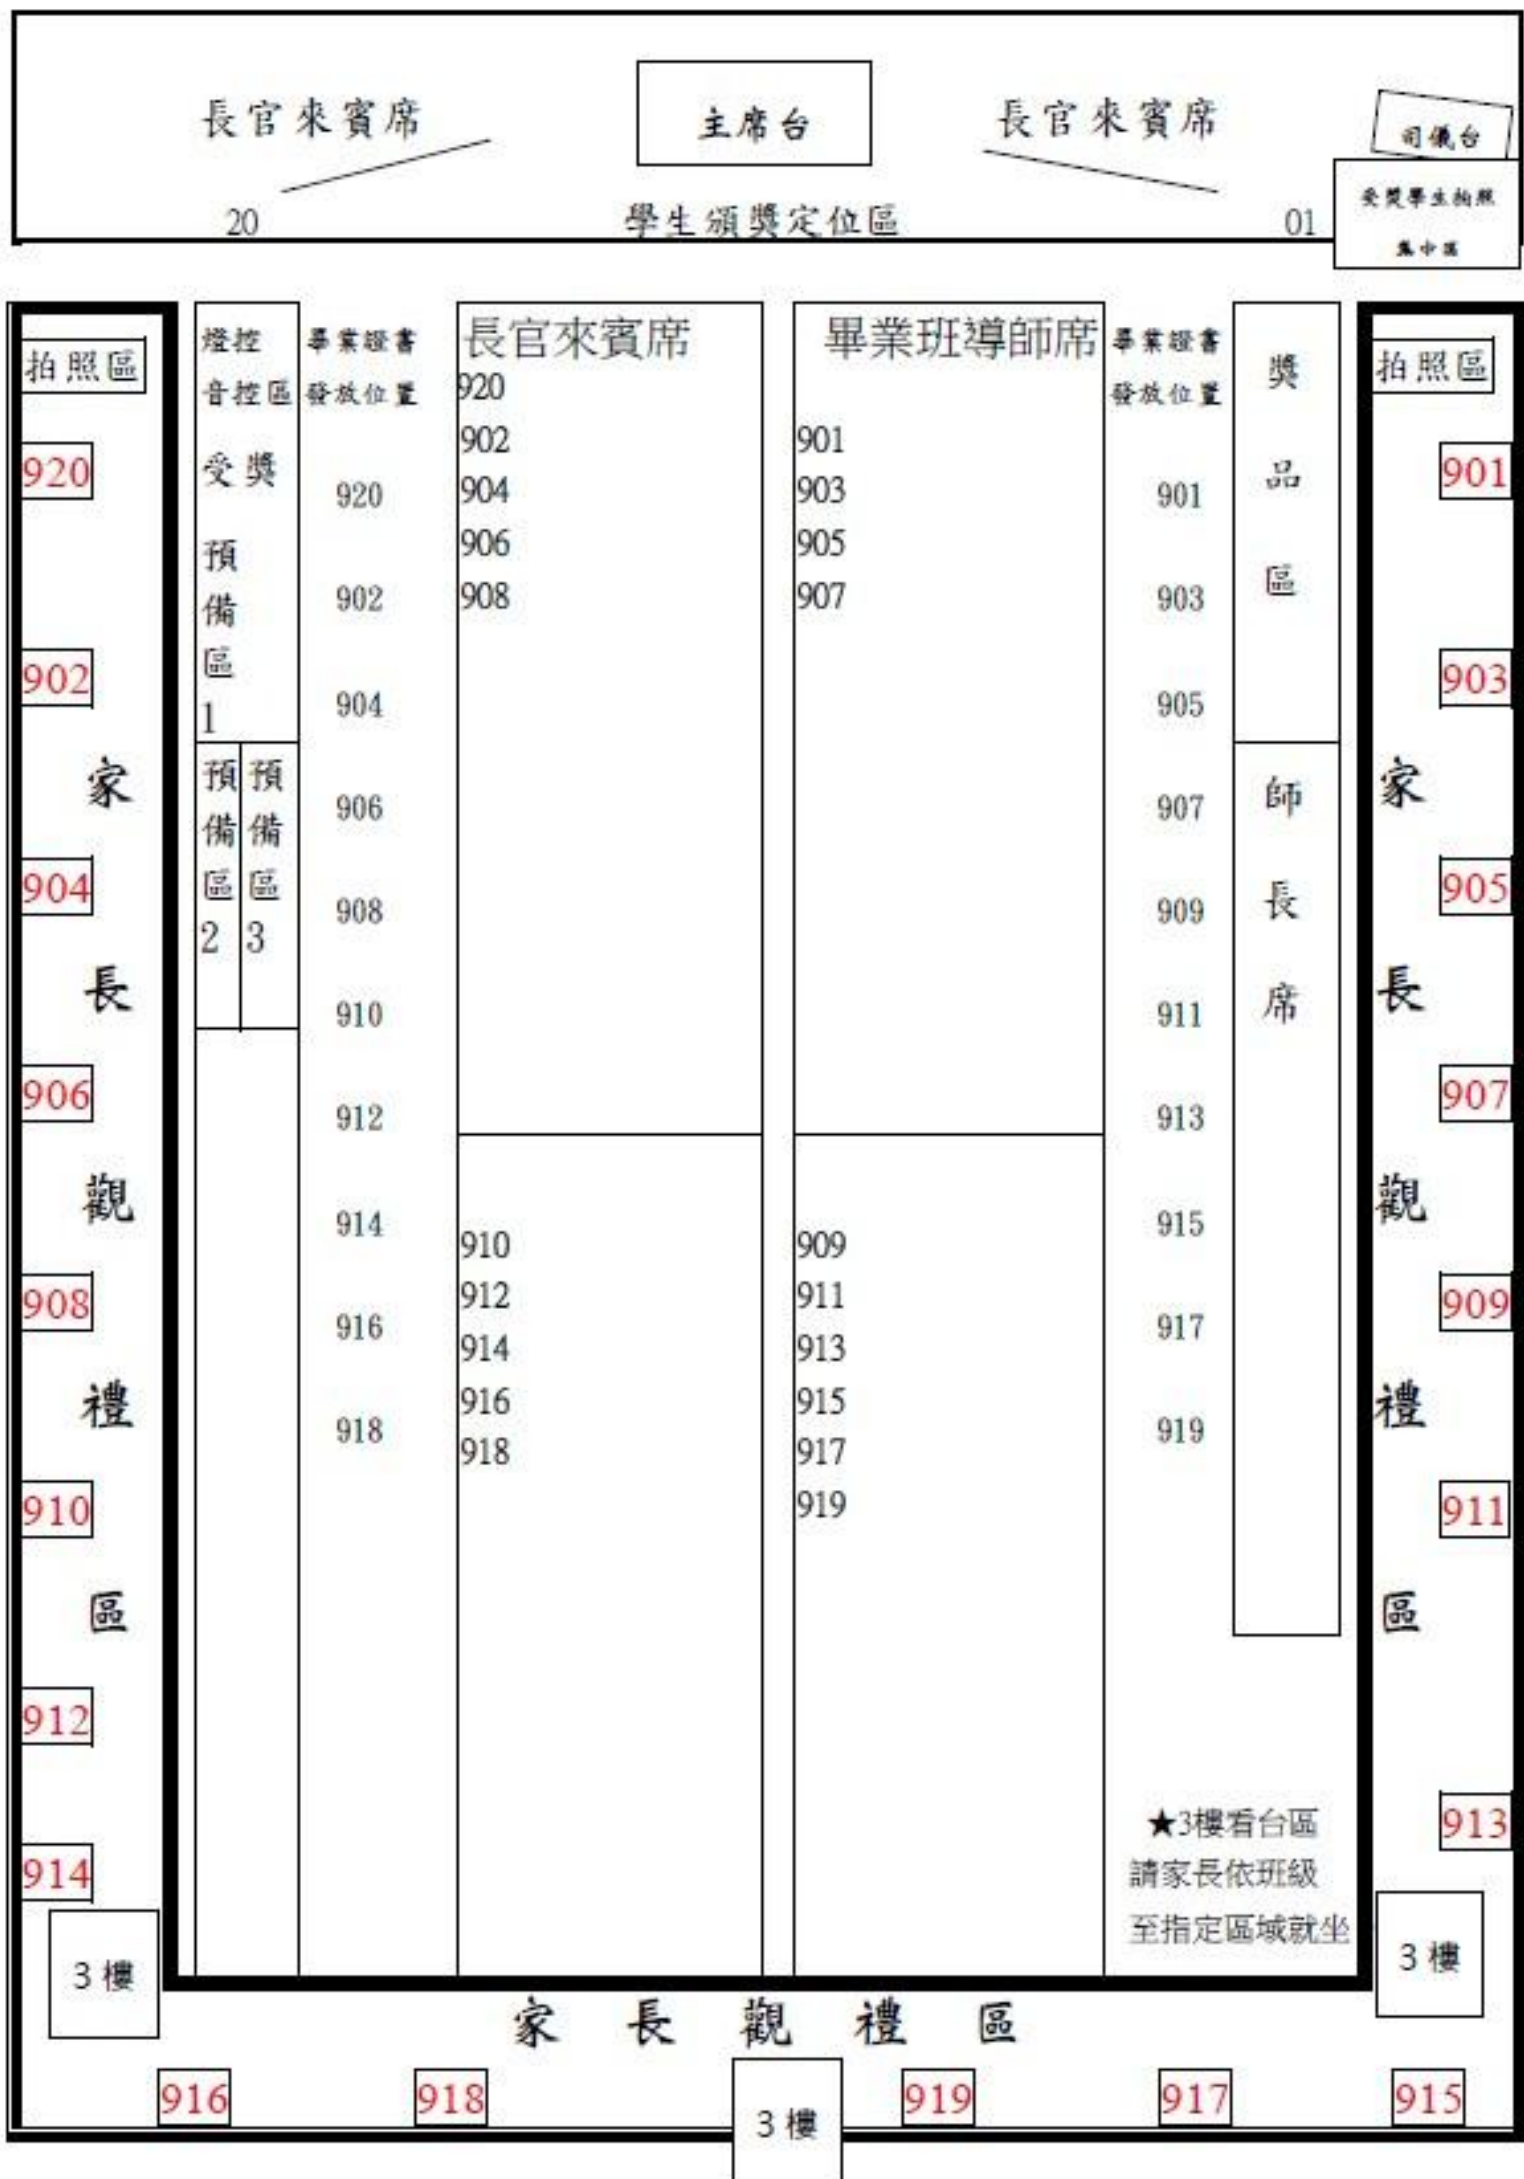 長官來賓席
主席台
長官來賓席
司儀台
受獎學生拍照
集中區
20
學生頒獎定位區
01
拍照區
920
902
904
906
908
910
912
914
家長觀禮區
3樓
燈控
音控區
受獎
預備區1
預備區2
預備區3
畢業證書
發放位置
920
902
904
906
908
910
912
914
916
918
長官來賓席
920
902
904
906
908
910
912
914
916
918
畢業班導師席
901
903
905
907
909
911
913
915
917
919
畢業證書
發放位置
901
903
905
907
909
911
913
915
917
919
獎品區
師長席
★3樓看台區
請家長依班級
至指定區域就坐
拍照區
901
903
905
907
909
911
913
家長觀禮區
3樓
家長觀禮區
916
918
3樓
919
917
915